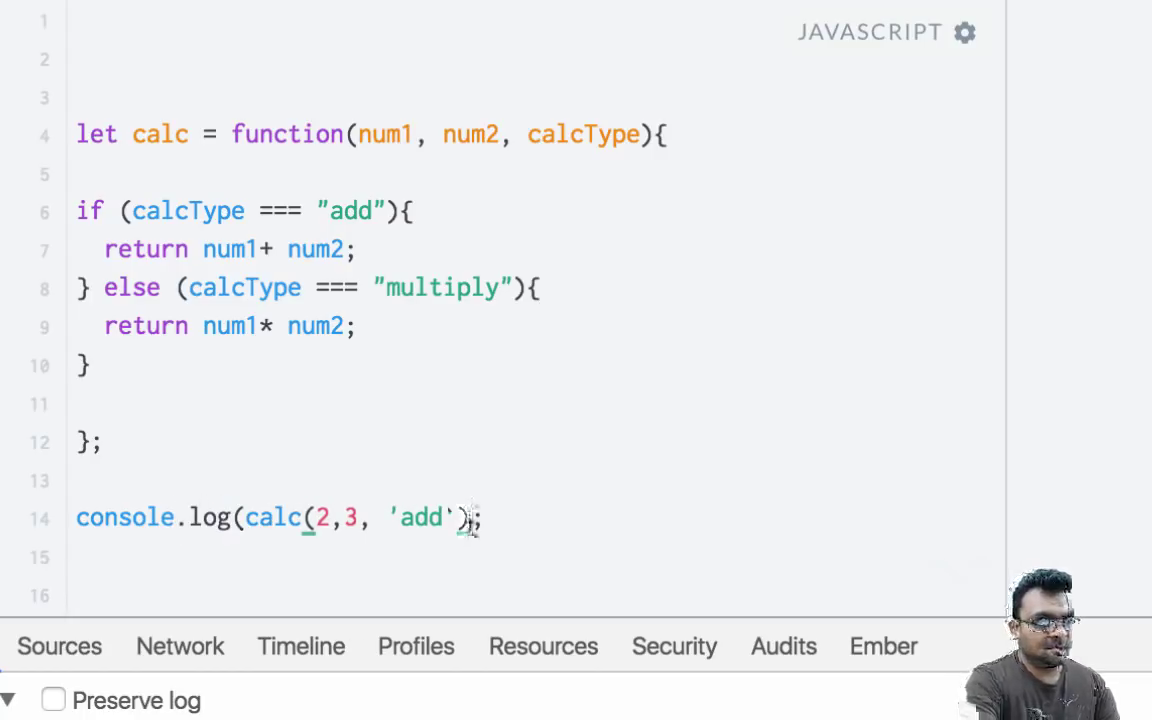 1
2
JAVASCRIPT
3
4 let calc = function(num1, num2, calcType){
5
6 if (calcType === "add"){
7 return num1+ num2;
8 } else (calcType === "multiply"){
9 return num1* num2;
10 }
11
12 };
13
14 console.log(calc(2,3, 'add');
15
16
Sources Network Timeline Profiles Resources Security Audits Ember
Preserve log